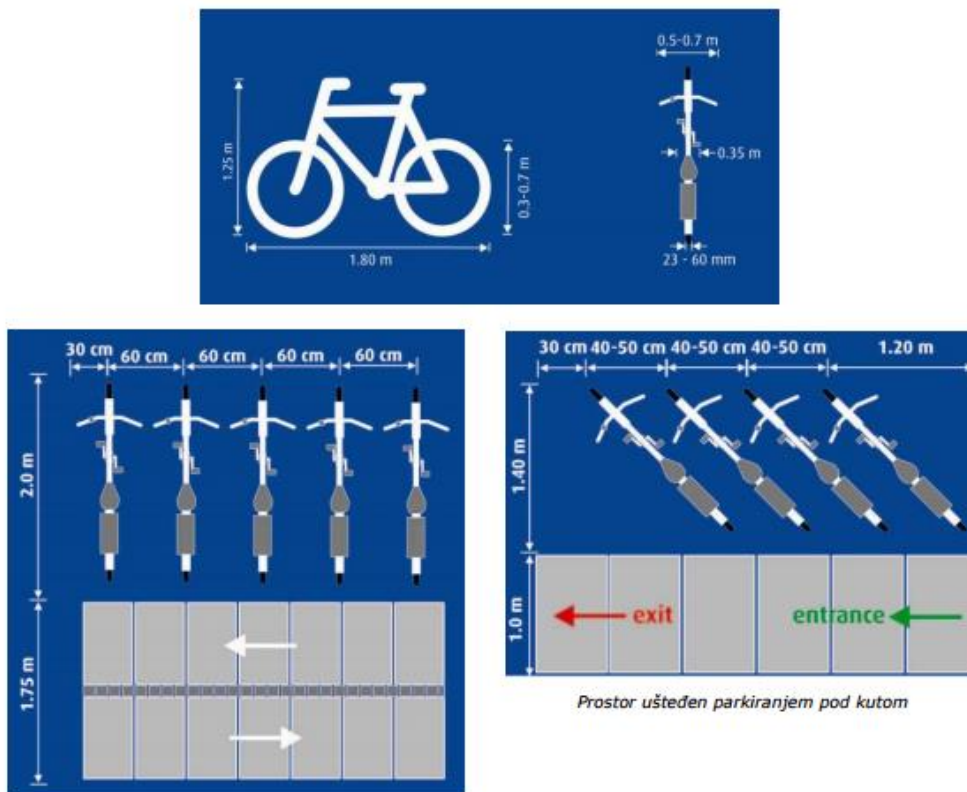 0.5-0.7 m
1.25 m
0.3-0.7 m
0.35 m
1.80 m
23 - 60 mm
30 cm 60 cm 60 cm 60 cm 60 cm
2.0 m
1.75 m
30 cm 40-50 cm 40-50 cm 40-50 cm 1.20 m
1.40 m
1.0 m
exit entrance
Prostor ušteđen parkiranjem pod kutom